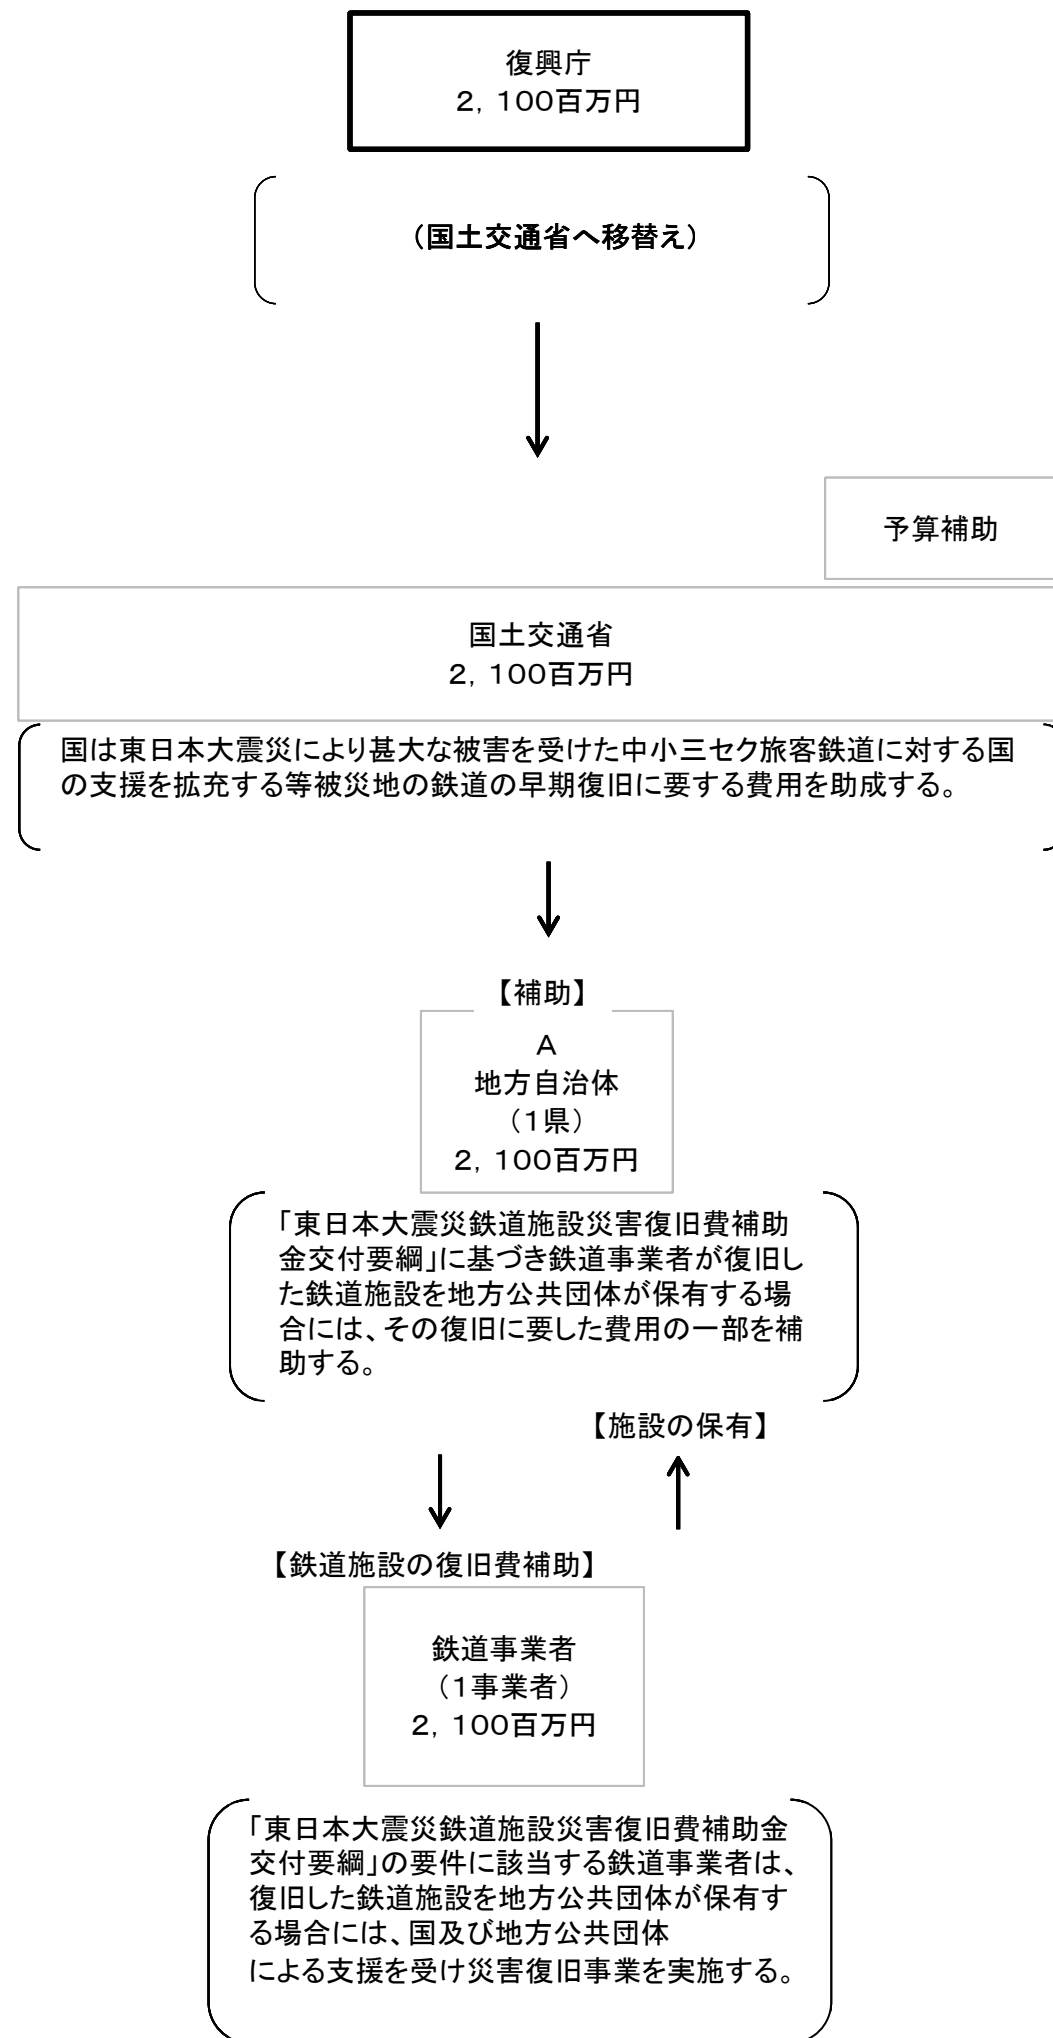 復興庁
２，１００百万円
（国土交通省へ移替え）
予算補助
国土交通省
２，１００百万円
国は東日本大震災により甚大な被害を受けた中小三セク旅客鉄道に対する国
の支援を拡充する等被災地の鉄道の早期復旧に要する費用を助成する。
【補助】
Ａ
地方自治体
（１県）
２，１００百万円
「東日本大震災鉄道施設災害復旧費補助
金交付要綱」に基づき鉄道事業者が復旧し
た鉄道施設を地方公共団体が保有する場
合には、その復旧に要した費用の一部を補
助する。
【施設の保有】
【鉄道施設の復旧費補助】
鉄道事業者
（１事業者）
２，１００百万円
「東日本大震災鉄道施設災害復旧費補助金
交付要綱」の要件に該当する鉄道事業者は、
復旧した鉄道施設を地方公共団体が保有す
る場合には、国及び地方公共団体
による支援を受け災害復旧事業を実施する。